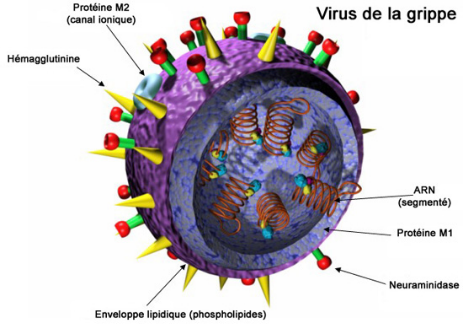 Virus de la grippe
Protéine M2
(canal ionique)
Hémagglutinine
ARN
(segmenté)
Protéine M1
Neuraminidase
Enveloppe lipidique (phospholipides)